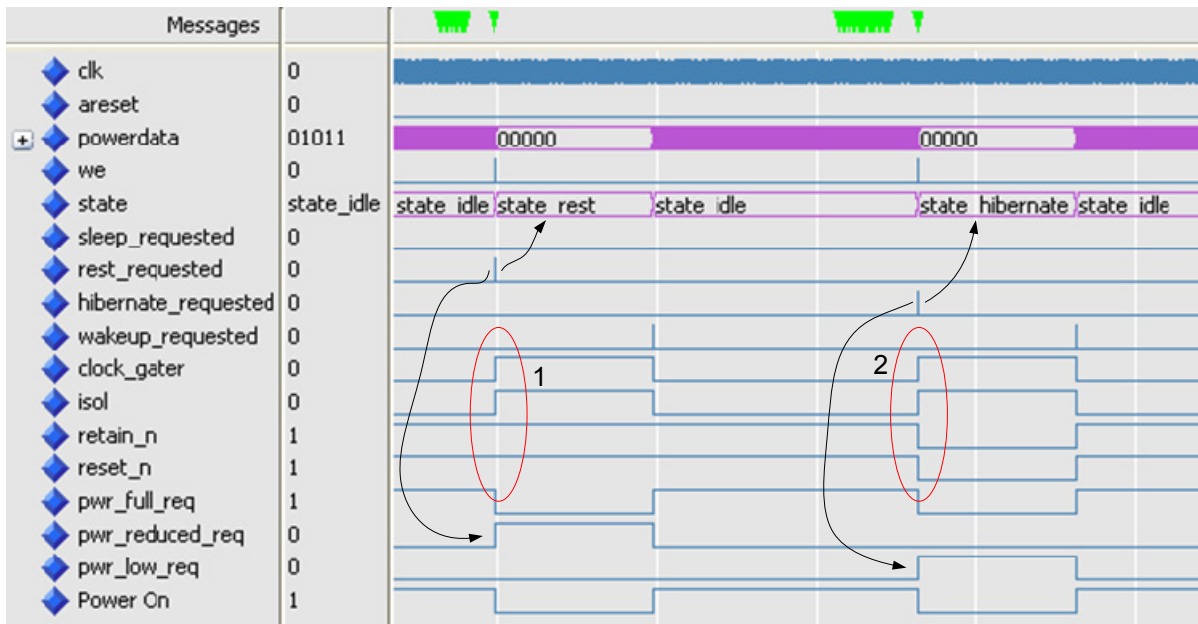 Messages
clk 0
areset 0
powerdata 01011 00000 00000
we 0
state state_idle state_idle state_rest state_idle state_hibernate state_idle
sleep_requested 0
rest_requested 0
hibernate_requested 0
wakeup_requested 0
clock_gater 0 1 2
isol 0
retain_n 1
reset_n 1
pwr_full_req 1
pwr_reduced_req 0
pwr_low_req 0
Power On 1